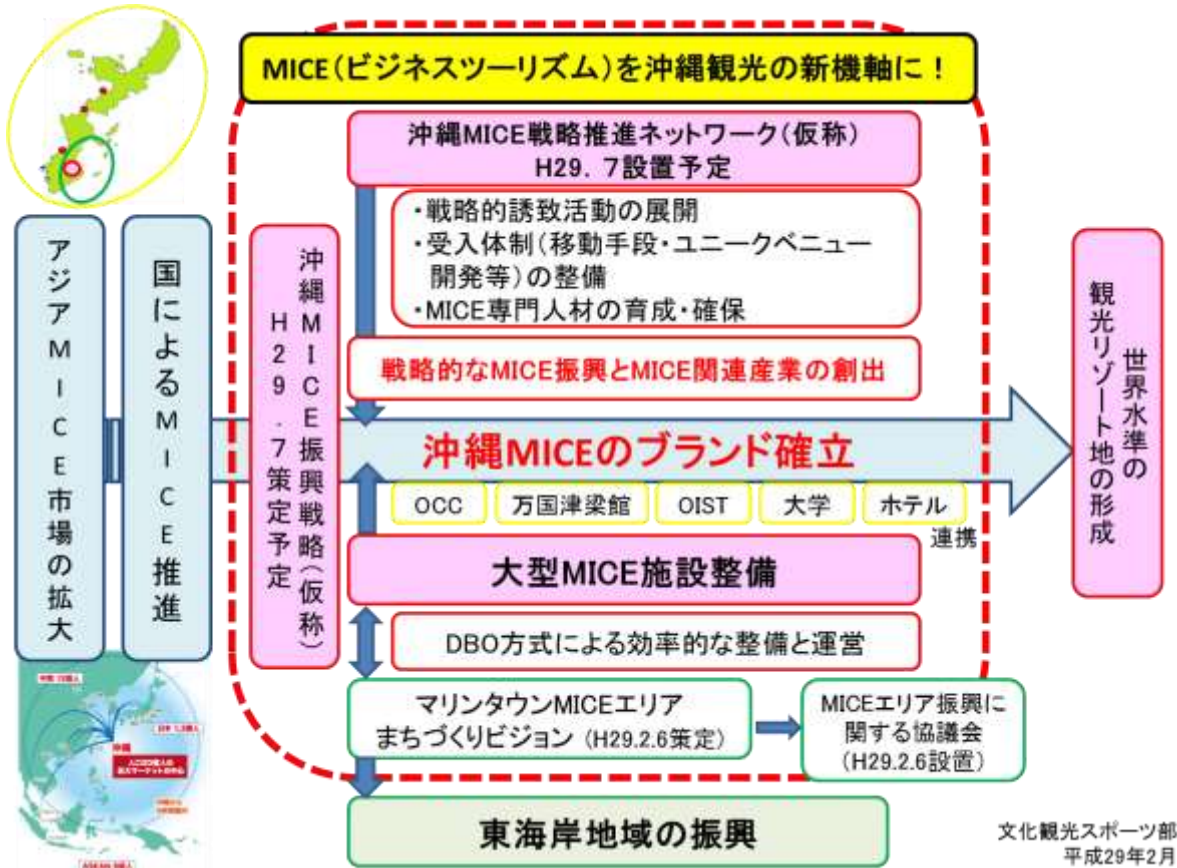 MICE(ビジネスツーリズム)を沖縄観光の新機軸に!
沖縄MICE戦略推進ネットワーク(仮称)
H29.7設置予定
・戦略的誘致活動の展開
・受入体制(移動手段・ユニークベニュー
開発等)の整備
・MICE専門人材の育成・確保
戦略的なMICE振興とMICE関連産業の創出
アジアMICE市場の拡大
国によるMICE推進
沖縄MICE振興戦略(仮称)
H29.7策定予定
沖縄MICEのブランド確立
世界水準の
観光リゾート地の形成
OCC
万国津梁館
OIST
大学
ホテル
連携
大型MICE施設整備
DBO方式による効率的な整備と運営
マリンタウンMICEエリア
まちづくりビジョン (H29.2.6策定)
MICEエリア振興に
関する協議会
(H29.2.6設置)
東海岸地域の振興
沖縄
文化観光スポーツ部
平成29年2月